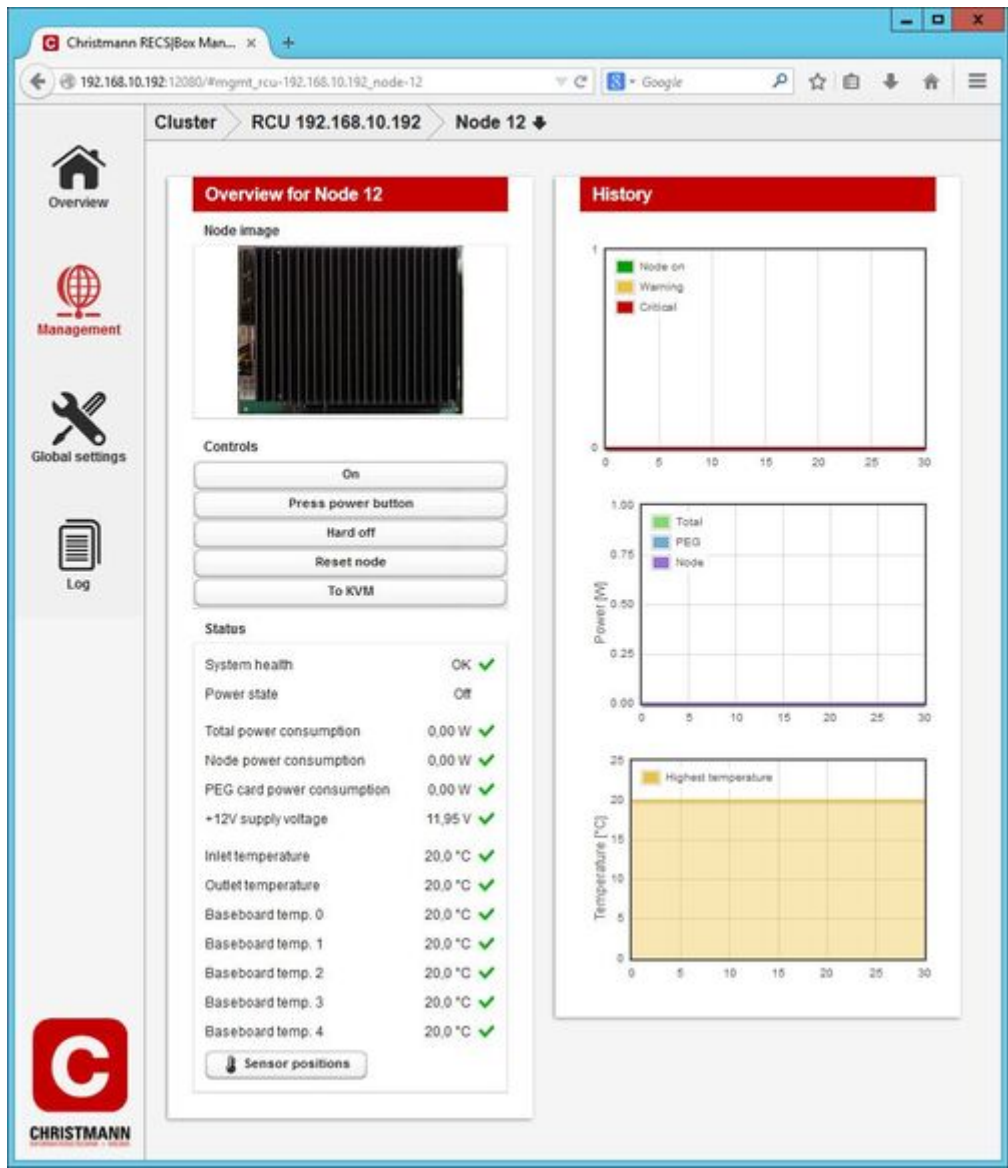 Christmann RECS|Box Man...
192.168.10.192:12080/#mgmt_rcu-192.168.10.192_node-12
Google
Cluster
RCU 192.168.10.192
Node 12
Overview
Management
Global settings
Log
Overview for Node 12
Node image
Controls
On
Press power button
Hard off
Reset node
To KVM
Status
System health OK
Power state Off
Total power consumption 0,00 W
Node power consumption 0,00 W
PEG card power consumption 0,00 W
+12V supply voltage 11,95 V
Inlet temperature 20,0 °C
Outlet temperature 20,0 °C
Baseboard temp. 0 20,0 °C
Baseboard temp. 1 20,0 °C
Baseboard temp. 2 20,0 °C
Baseboard temp. 3 20,0 °C
Baseboard temp. 4 20,0 °C
Sensor positions
History
1
Node on
Warning
Critical
0
0 5 10 15 20 25 30
1.00
Total
PEG
0.75
Node
Power [W]
0.50
0.25
0.00
0 5 10 15 20 25 30
25
Highest temperature
20
Temperature [°C]
15
10
5
0
0 5 10 15 20 25 30
C
CHRISTMANN